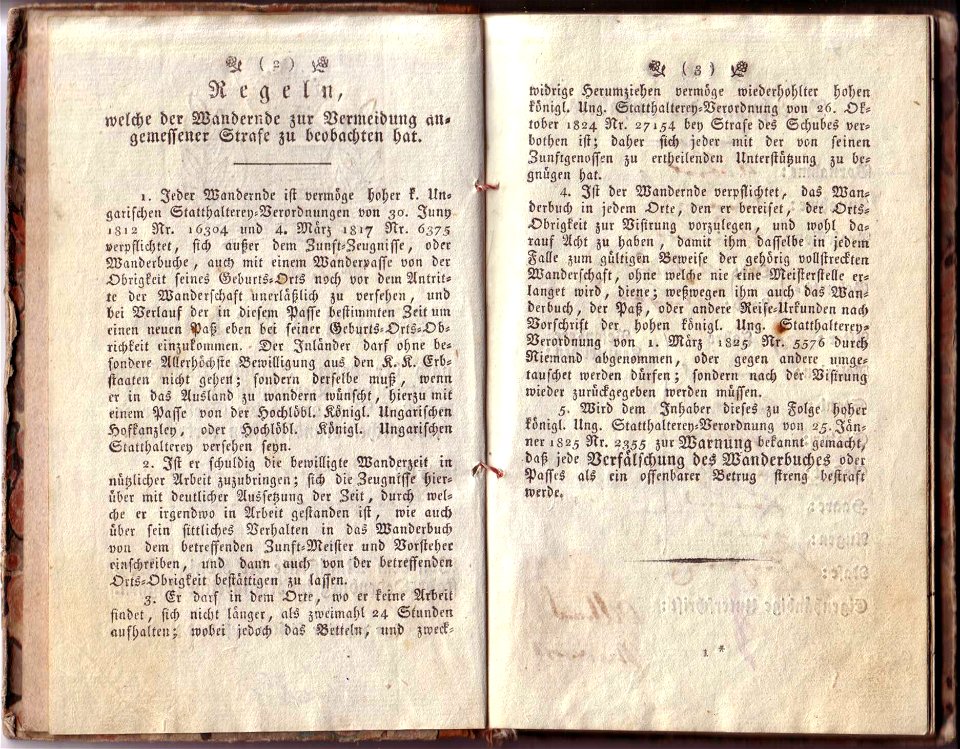 ( 2 )
Regeln,
welche der Wandernde zur Vermeidung an-
gemessener Strafe zu beobachten hat.
1. Jeder Wandernde ist vermöge hoher k. Un-
garischen Statthalterey-Verordnungen von 30. Juny
1812 Nr. 16304 und 4. März 1817 Nr. 6375
verpflichtet, sich außer dem Zunft-Zeugnisse, oder
Wanderbuche, auch mit einem Wanderpasse von der
Obrigkeit seines Geburts-Orts noch vor dem Antrit-
te der Wanderschaft unerläßlich zu versehen, und
bei Verlauf der in diesem Passe bestimmten Zeit um
einen neuen Paß eben bei seiner Geburts-Orts-Ob-
richkeit einzukommen. Der Inländer darf ohne be-
sondere Allerhöchste Bewilligung aus den K. K. Erb-
staaten nicht gehen; sondern derselbe muß, wenn
er in das Ausland zu wandern wünscht, hierzu mit
einem Passe von der Hochlöbl. Königl. Ungarischen
Hofkanzley, oder Hochlöbl. Königl. Ungarischen
Statthalterey versehen seyn.
2. Ist er schuldig die bewilligte Wanderzeit in
nützlicher Arbeit zuzubringen; sich die Zeugnisse hier-
über mit deutlicher Aussetzung der Zeit, durch wel-
che er irgendwo in Arbeit gestanden ist, wie auch
über sein sittliches Verhalten in das Wanderbuch
von dem betreffenden Zunft-Meister und Vorsteher
einschreiben, und dann auch von der betreffenden
Orts-Obrigkeit bestättigen zu lassen.
3. Er darf in dem Orte, wo er keine Arbeit
findet, sich nicht länger, als zweimahl 24 Stunden
aufhalten; wobei jedoch das Betteln, und zweck-
( 3 )
widrige Herumziehen vermöge wiederhohlter hohen
königl. Ung. Statthalterey-Verordnung von 26. Ok-
tober 1824 Nr. 27154 bey Strafe des Schubes ver-
bothen ist; daher sich jeder mit der von seinen
Zunftgenossen zu ertheilenden Unterstützung zu be-
gnügen hat.
4. Ist der Wandernde verpflichtet, das Wan-
derbuch in jedem Orte, den er bereiset, der Orts-
Obrigkeit zur Visirung vorzulegen, und wohl da-
rauf Acht zu haben, damit ihm dasselbe in jedem
Falle zum gültigen Beweise der gehörig vollstreckten
Wanderschaft, ohne welche nie eine Meisterstelle er-
langet wird, diene; weßwegen ihm auch das Wan-
derbuch, der Paß, oder andere Reise-Urkunden nach
Vorschrift der hohen königl. Ung. Statthalterey-
Verordnung von 1. März 1825 Nr. 5576 durch
Niemand abgenommen, oder gegen andere umge-
tauschet werden dürfen; sondern nach der Visirung
wieder zurückgegeben werden müssen.
5. Wird dem Inhaber dieses zu Folge hoher
königl. Ung. Statthalterey-Verordnung von 25. Jän-
ner 1825 Nr. 2355 zur Warnung bekannt gemacht,
daß jede Verfälschung des Wanderbuches oder
Passes als ein offenbarer Betrug streng bestraft
werde.
1 *